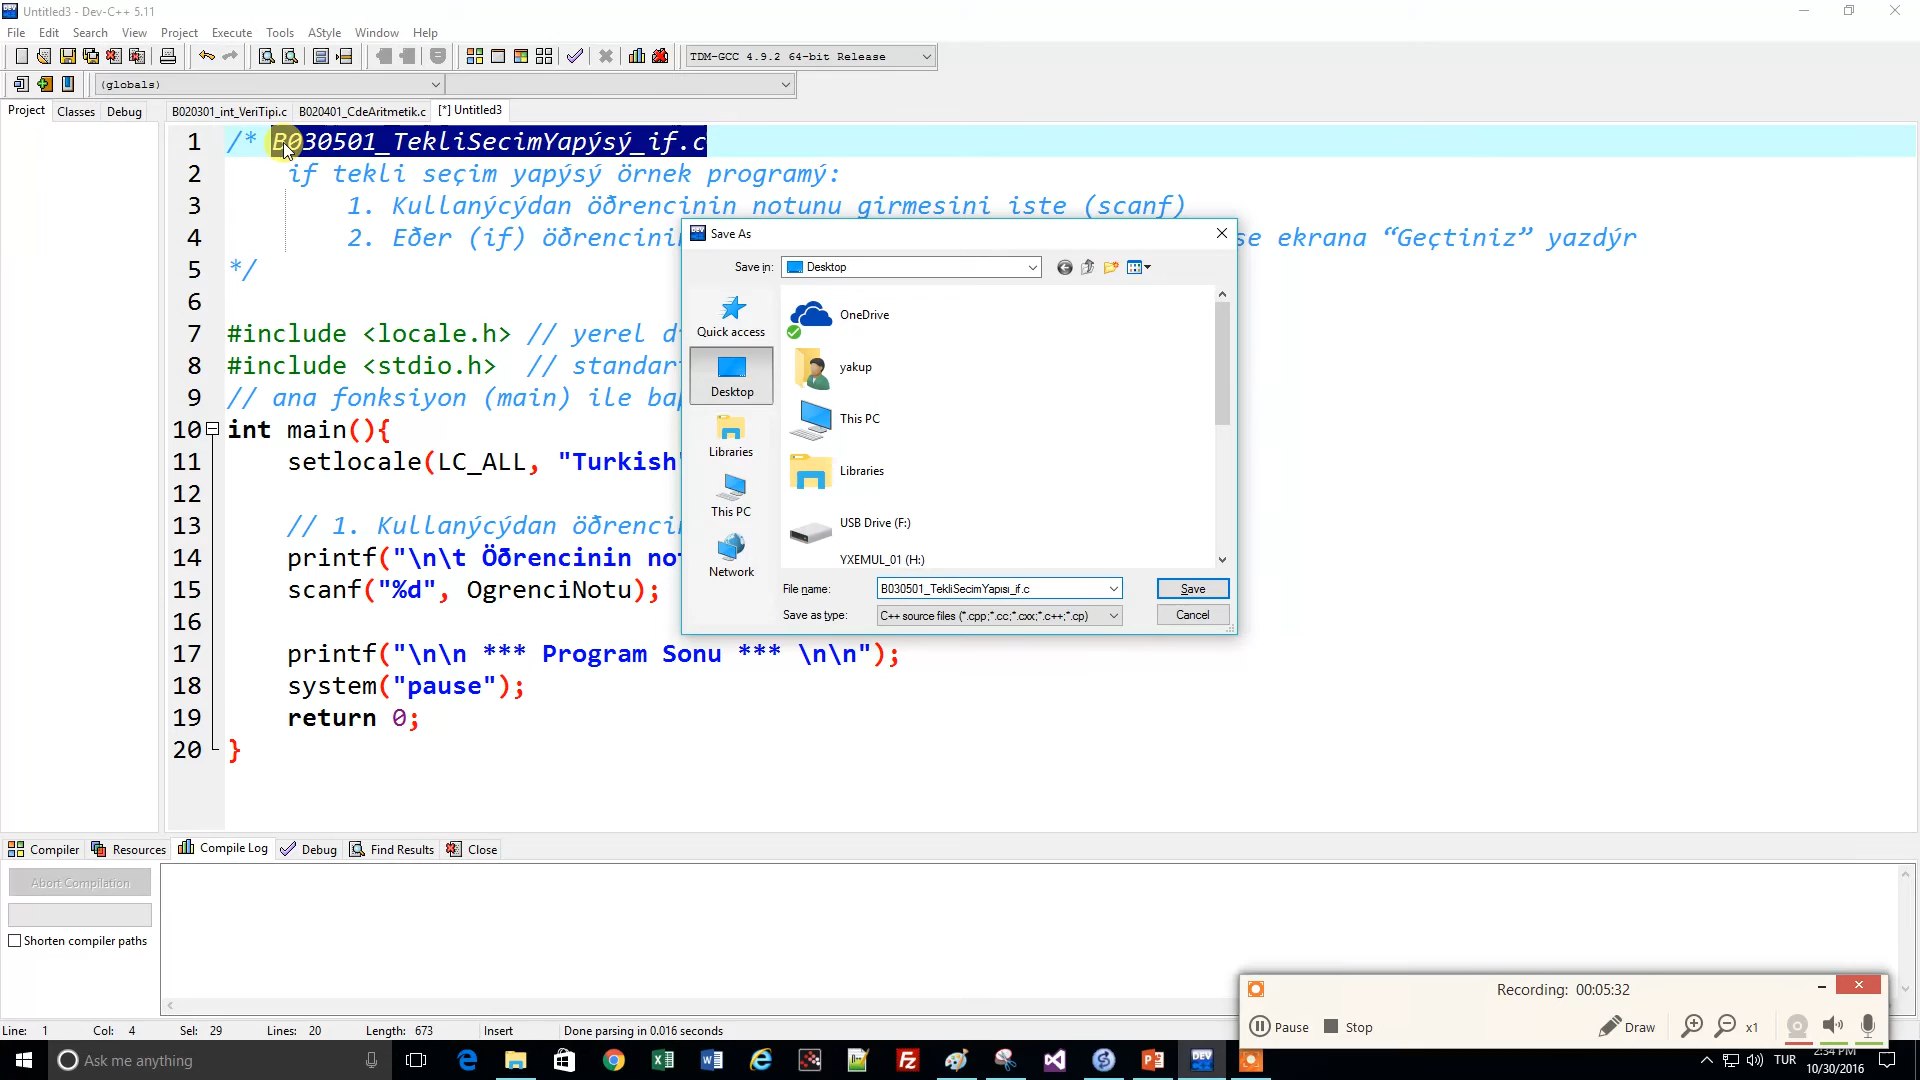 Untitled3 - Dev-C++ 5.11
File Edit Search View Project Execute Tools AStyle Window Help
TDM-GCC 4.9.2 64-bit Release
(globals)
Project Classes Debug B020301_int_VeriTipi.c B020401_CdeAritmetik.c [*] Untitled3
1 /* B030501_TekliSecimYapýsý_if.c
2 if tekli seçim yapýsý örnek programý:
3 1. Kullanýcýdan öðrencinin notunu girmesini iste (scanf)
4 2. Eðer (if) öðrencinin se ekrana “Geçtiniz” yazdýr
5 */
6
7 #include <locale.h> // yerel
8 #include <stdio.h> // standart
9 // ana fonksiyon (main) ile
10 int main(){
11 setlocale(LC_ALL, "Turkish"
12
13 // 1. Kullanýcýdan öðrenci
14 printf("\n\t Öðrencinin no
15 scanf("%d", OgrenciNotu);
16
17 printf("\n\n *** Program Sonu *** \n\n");
18 system("pause");
19 return 0;
20 }
Save As
Save in: Desktop
Quick access
Desktop
Libraries
This PC
Network
OneDrive
yakup
This PC
Libraries
USB Drive (F:)
YXEMUL_01 (H:)
File name: B030501_TekliSecimYapısı_if.c Save
Save as type: C++ source files (*.cpp;*.cc;*.cxx;*.c++;*.cp) Cancel
Compiler Resources Compile Log Debug Find Results Close
Abort Compilation
Shorten compiler paths
Recording: 00:05:32
Pause Stop Draw x1
Line: 1 Col: 4 Sel: 29 Lines: 20 Length: 673 Insert Done parsing in 0.016 seconds
Ask me anything
TUR
2:34 PM
10/30/2016